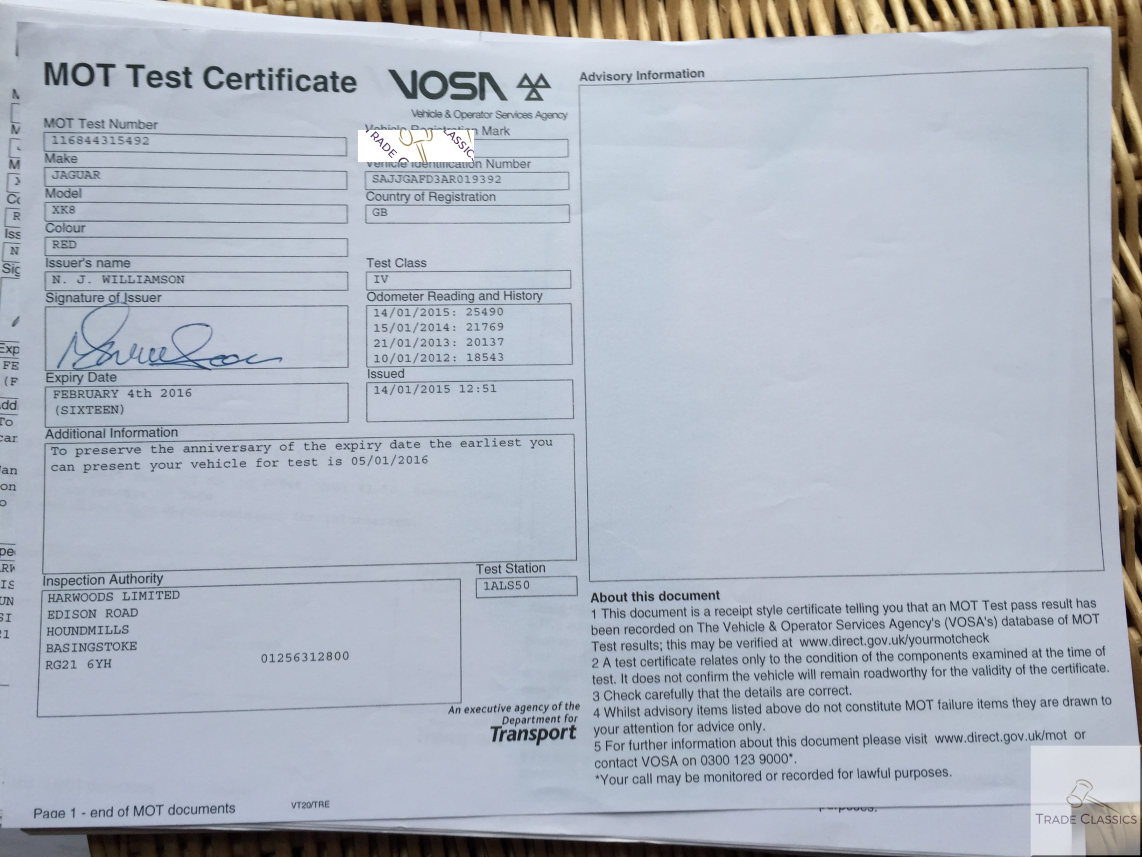 MOT Test Certificate
VOSA
Vehicle & Operator Services Agency
MOT Test Number
116844315492
Make
JAGUAR
Model
XK8
Colour
RED
Issuer's name
N. J. WILLIAMSON
Signature of Issuer
Expiry Date
FEBRUARY 4th 2016
(SIXTEEN)
Vehicle Registration Mark
TRADE CLASSICS
Vehicle Identification Number
SAJJGAFD3AR019392
Country of Registration
GB
Test Class
IV
Odometer Reading and History
14/01/2015: 25490
15/01/2014: 21769
21/01/2013: 20137
10/01/2012: 18543
Issued
14/01/2015 12:51
Additional Information
To preserve the anniversary of the expiry date the earliest you
can present your vehicle for test is 05/01/2016
Inspection Authority
HARWOODS LIMITED
EDISON ROAD
HOUNDMILLS
BASINGSTOKE
RG21 6YH 01256312800
Test Station
1ALS50
An executive agency of the
Department for
Transport
Page 1 - end of MOT documents
VT20/TRE
Advisory Information
About this document
1 This document is a receipt style certificate telling you that an MOT Test pass result has
been recorded on The Vehicle & Operator Services Agency's (VOSA's) database of MOT
Test results; this may be verified at www.direct.gov.uk/yourmotcheck
2 A test certificate relates only to the condition of the components examined at the time of
test. It does not confirm the vehicle will remain roadworthy for the validity of the certificate.
3 Check carefully that the details are correct.
4 Whilst advisory items listed above do not constitute MOT failure items they are drawn to
your attention for advice only.
5 For further information about this document please visit www.direct.gov.uk/mot or
contact VOSA on 0300 123 9000*.
*Your call may be monitored or recorded for lawful purposes.
purposes.
TRADE CLASSICS